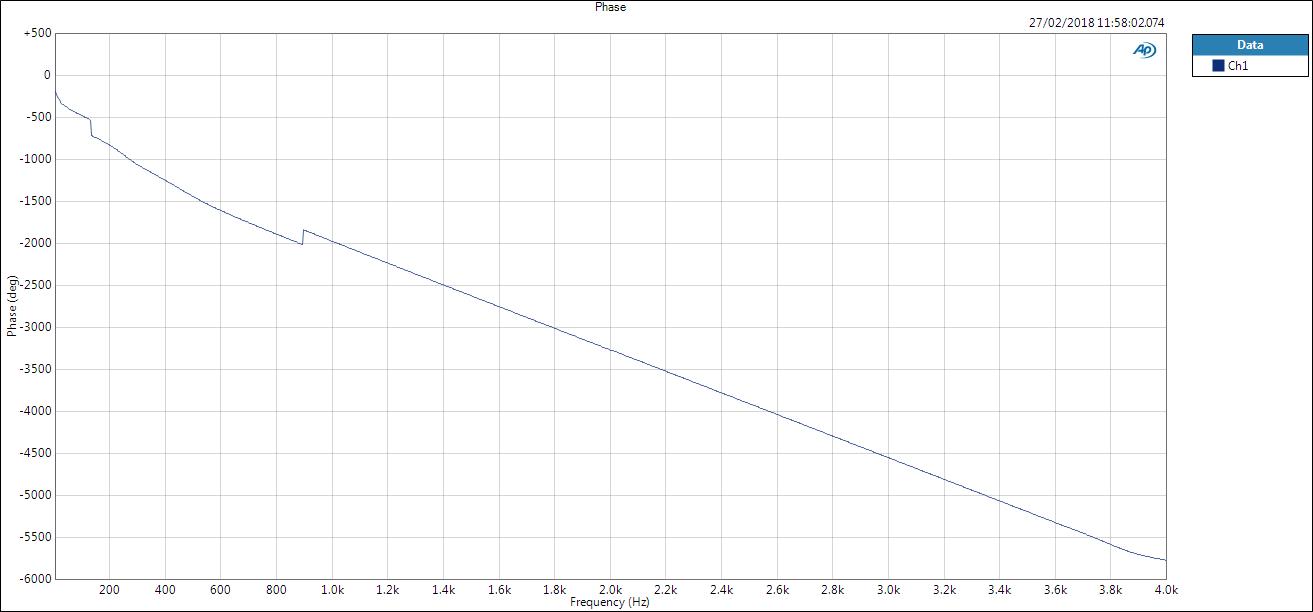 Phase
27/02/2018 11:58:02.074
AP
Data
Ch1
Phase (deg)
+500
0
-500
-1000
-1500
-2000
-2500
-3000
-3500
-4000
-4500
-5000
-5500
-6000
200 400 600 800 1.0k 1.2k 1.4k 1.6k 1.8k 2.0k 2.2k 2.4k 2.6k 2.8k 3.0k 3.2k 3.4k 3.6k 3.8k 4.0k
Frequency (Hz)